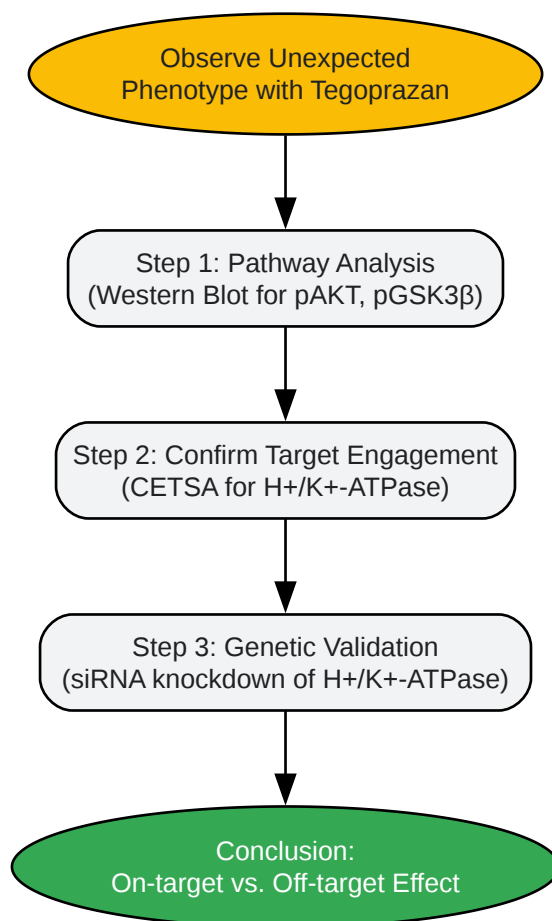 Observe Unexpected
Phenotype with Tegoprazan
Step 1: Pathway Analysis
(Western Blot for pAKT, pGSK3β)
Step 2: Confirm Target Engagement
(CETSA for H+/K+-ATPase)
Step 3: Genetic Validation
(siRNA knockdown of H+/K+-ATPase)
Conclusion:
On-target vs. Off-target Effect